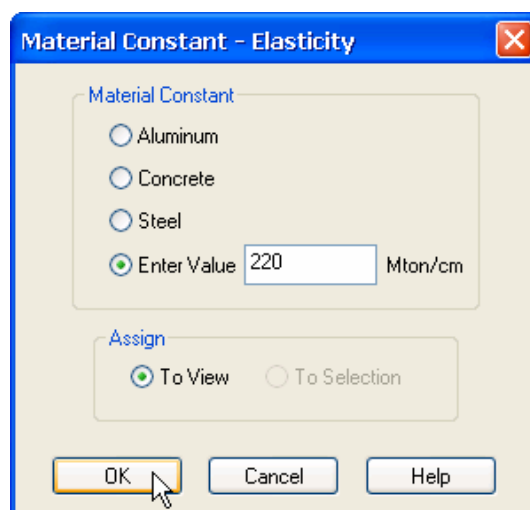 Material Constant - Elasticity
Material Constant
Aluminum
Concrete
Steel
Enter Value 220 Mton/cm
Assign
To View To Selection
OK Cancel Help